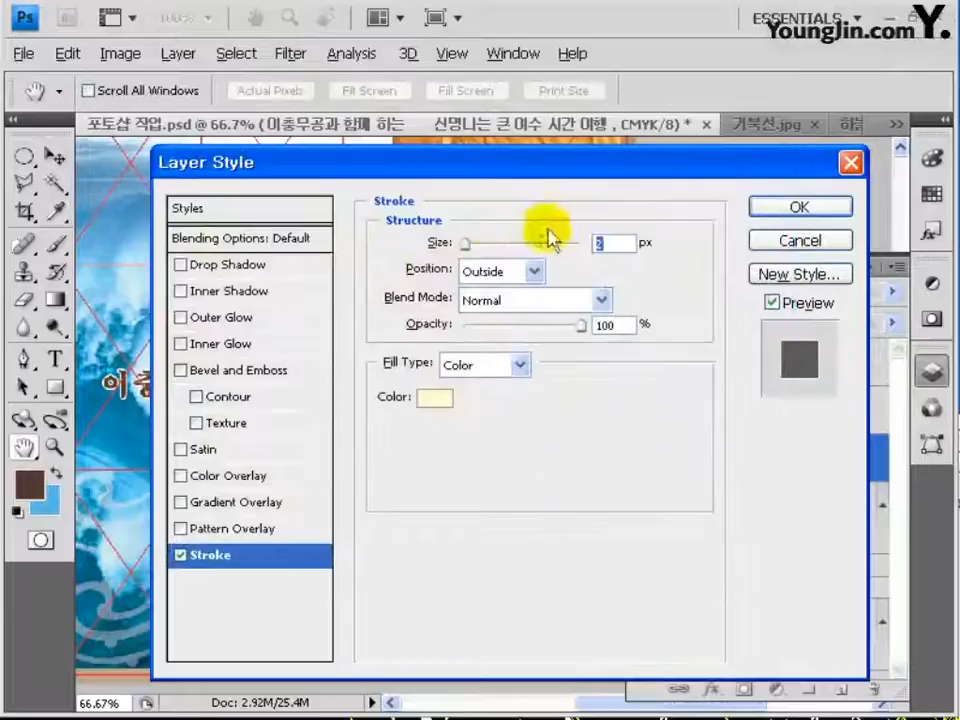 Ps 100% ESSENTIALS
YoungJin.com Y.
File Edit Image Layer Select Filter Analysis 3D View Window Help
Scroll All Windows Actual Pixels Fit Screen Fill Screen Print Size
포토샵 작업.psd @ 66.7% ( 이충무공과 함께 하는 신명나는 큰 여수 시간 여행 , CMYK/8) * × 거북선.jpg × >>
Layer Style
Styles
Blending Options: Default
Drop Shadow
Inner Shadow
Outer Glow
Inner Glow
Bevel and Emboss
Contour
Texture
Satin
Color Overlay
Gradient Overlay
Pattern Overlay
Stroke
Stroke
Structure
Size: 2 px
Position: Outside
Blend Mode: Normal
Opacity: 100 %
Fill Type: Color
Color:
OK
Cancel
New Style...
Preview
66.67% Doc: 2.92M/25.4M